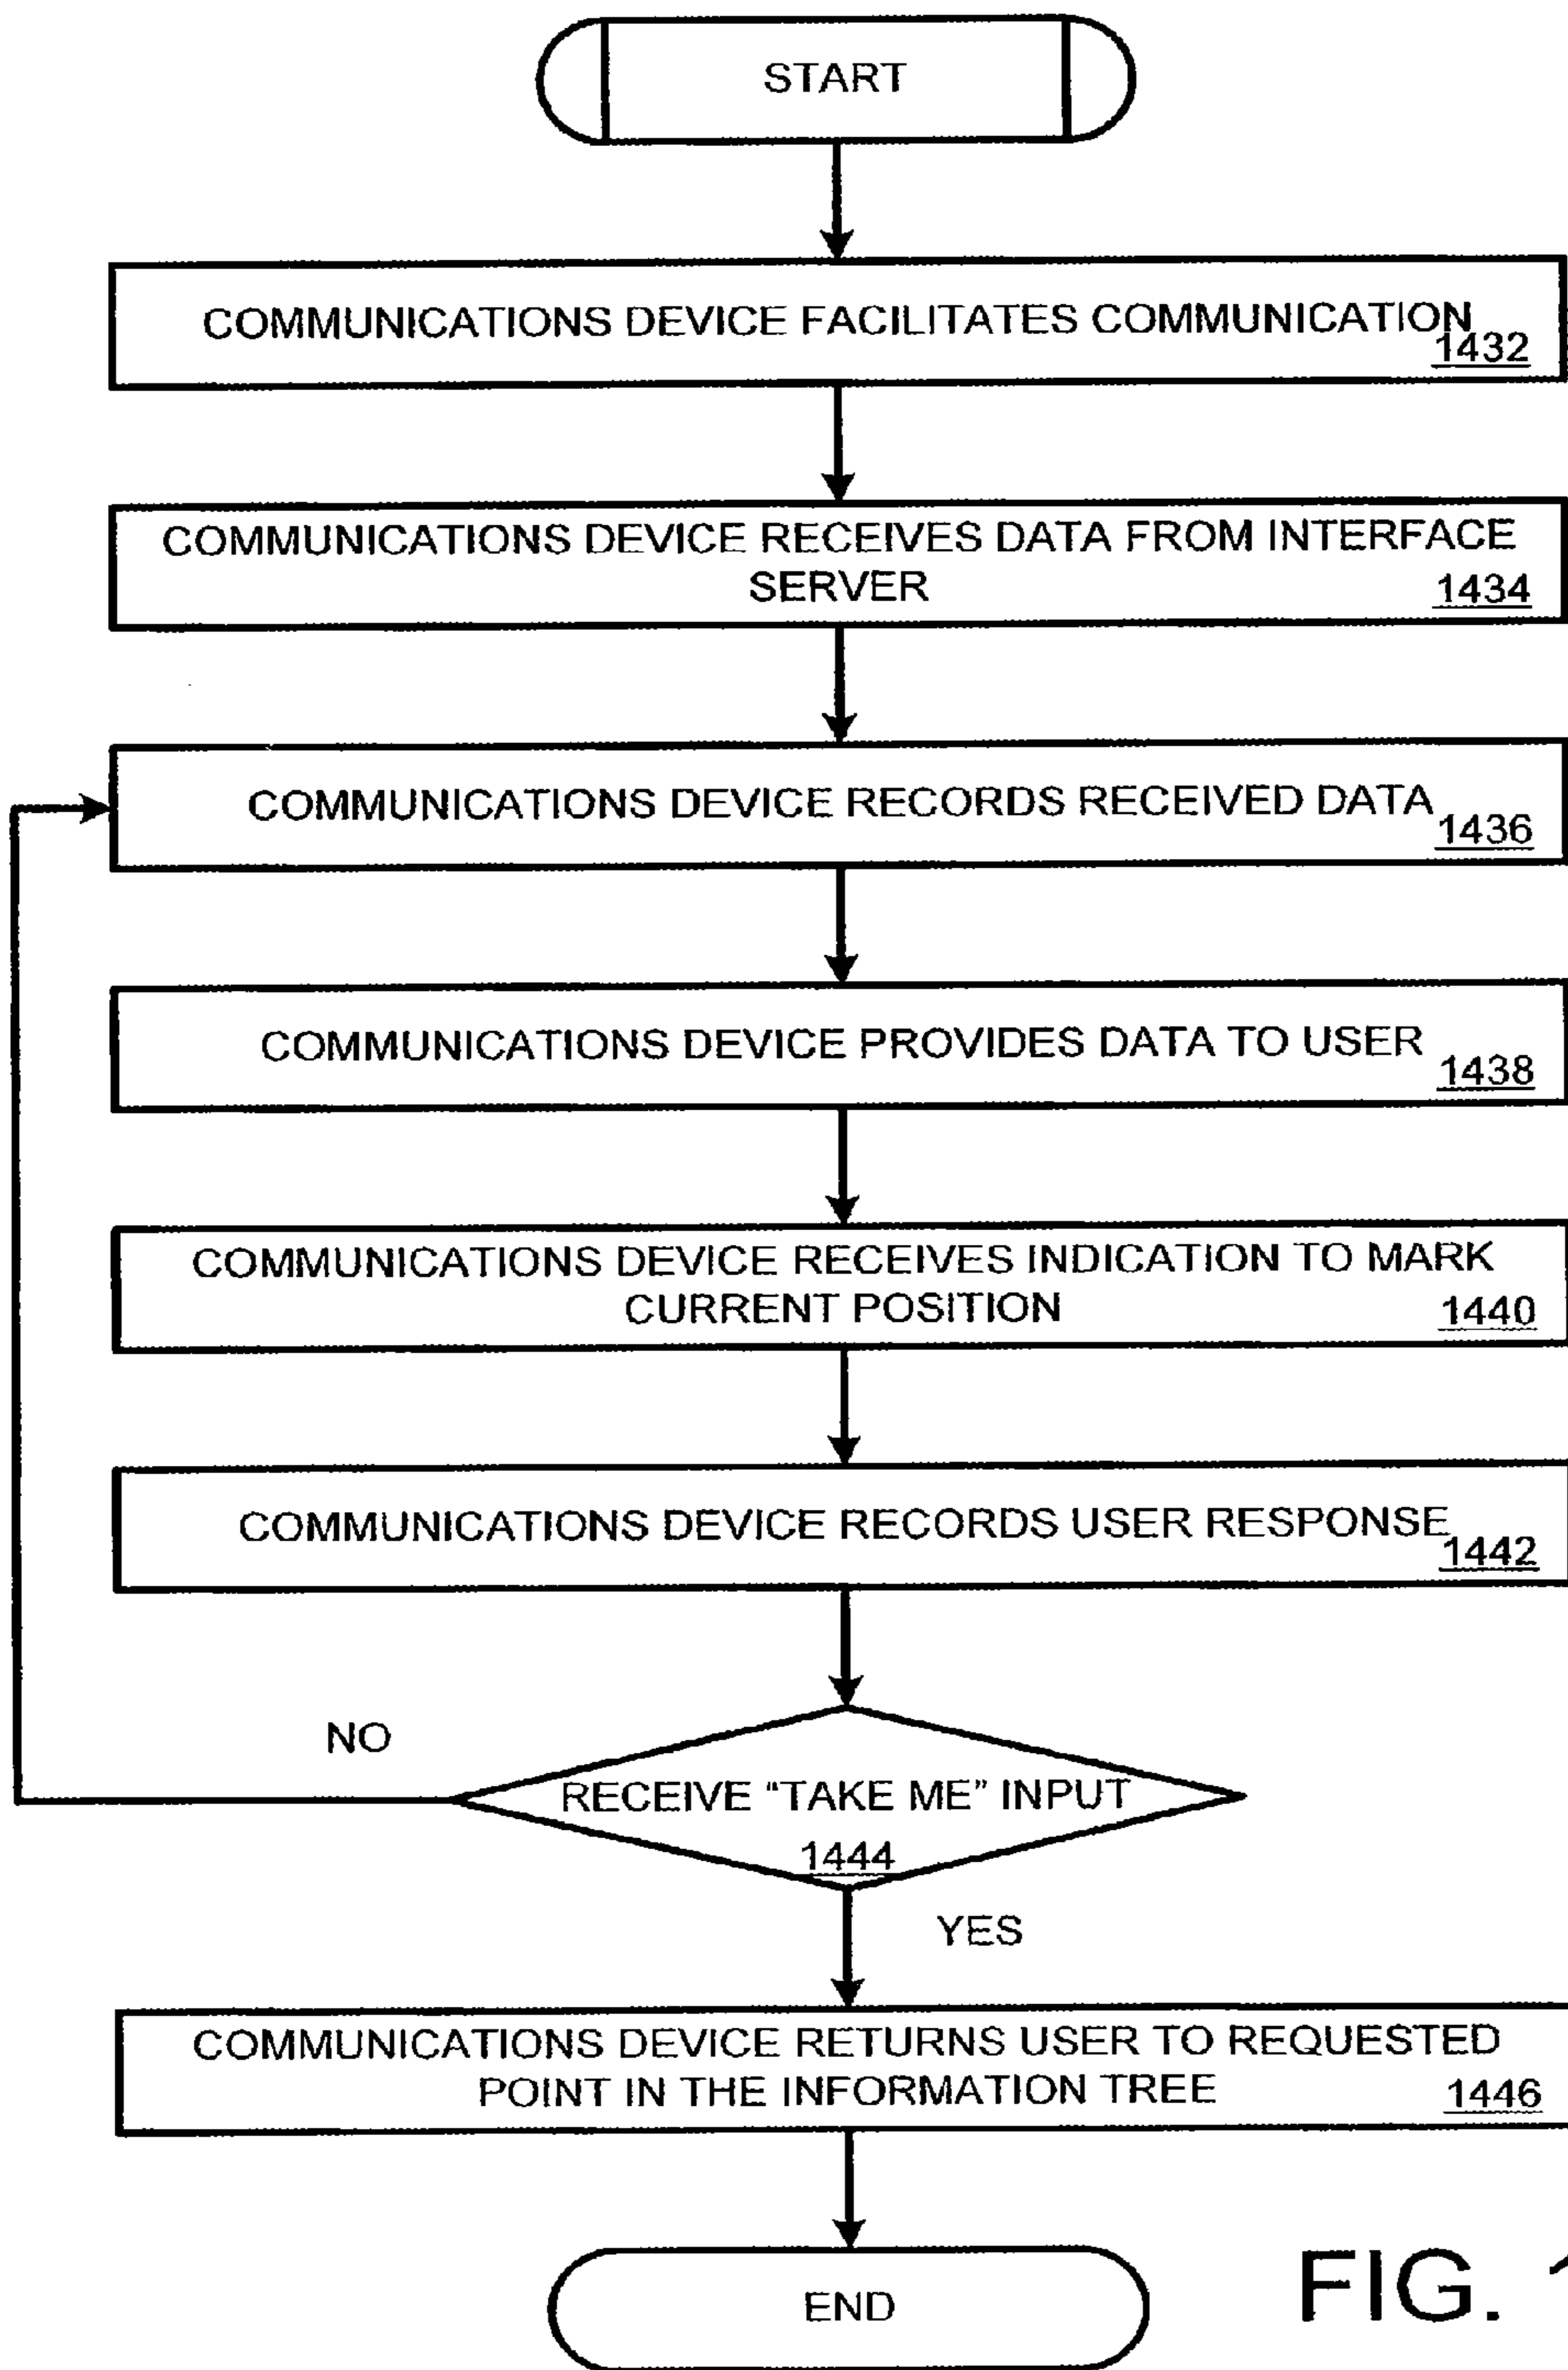 START
COMMUNICATIONS DEVICE FACILITATES COMMUNICATION
1432
COMMUNICATIONS DEVICE RECEIVES DATA FROM INTERFACE
SERVER
1434
COMMUNICATIONS DEVICE RECORDS RECEIVED DATA
1436
COMMUNICATIONS DEVICE PROVIDES DATA TO USER
1438
COMMUNICATIONS DEVICE RECEIVES INDICATION TO MARK
CURRENT POSITION
1440
COMMUNICATIONS DEVICE RECORDS USER RESPONSE
1442
NO
RECEIVE “TAKE ME” INPUT
1444
YES
COMMUNICATIONS DEVICE RETURNS USER TO REQUESTED
POINT IN THE INFORMATION TREE
1446
END
FIG.